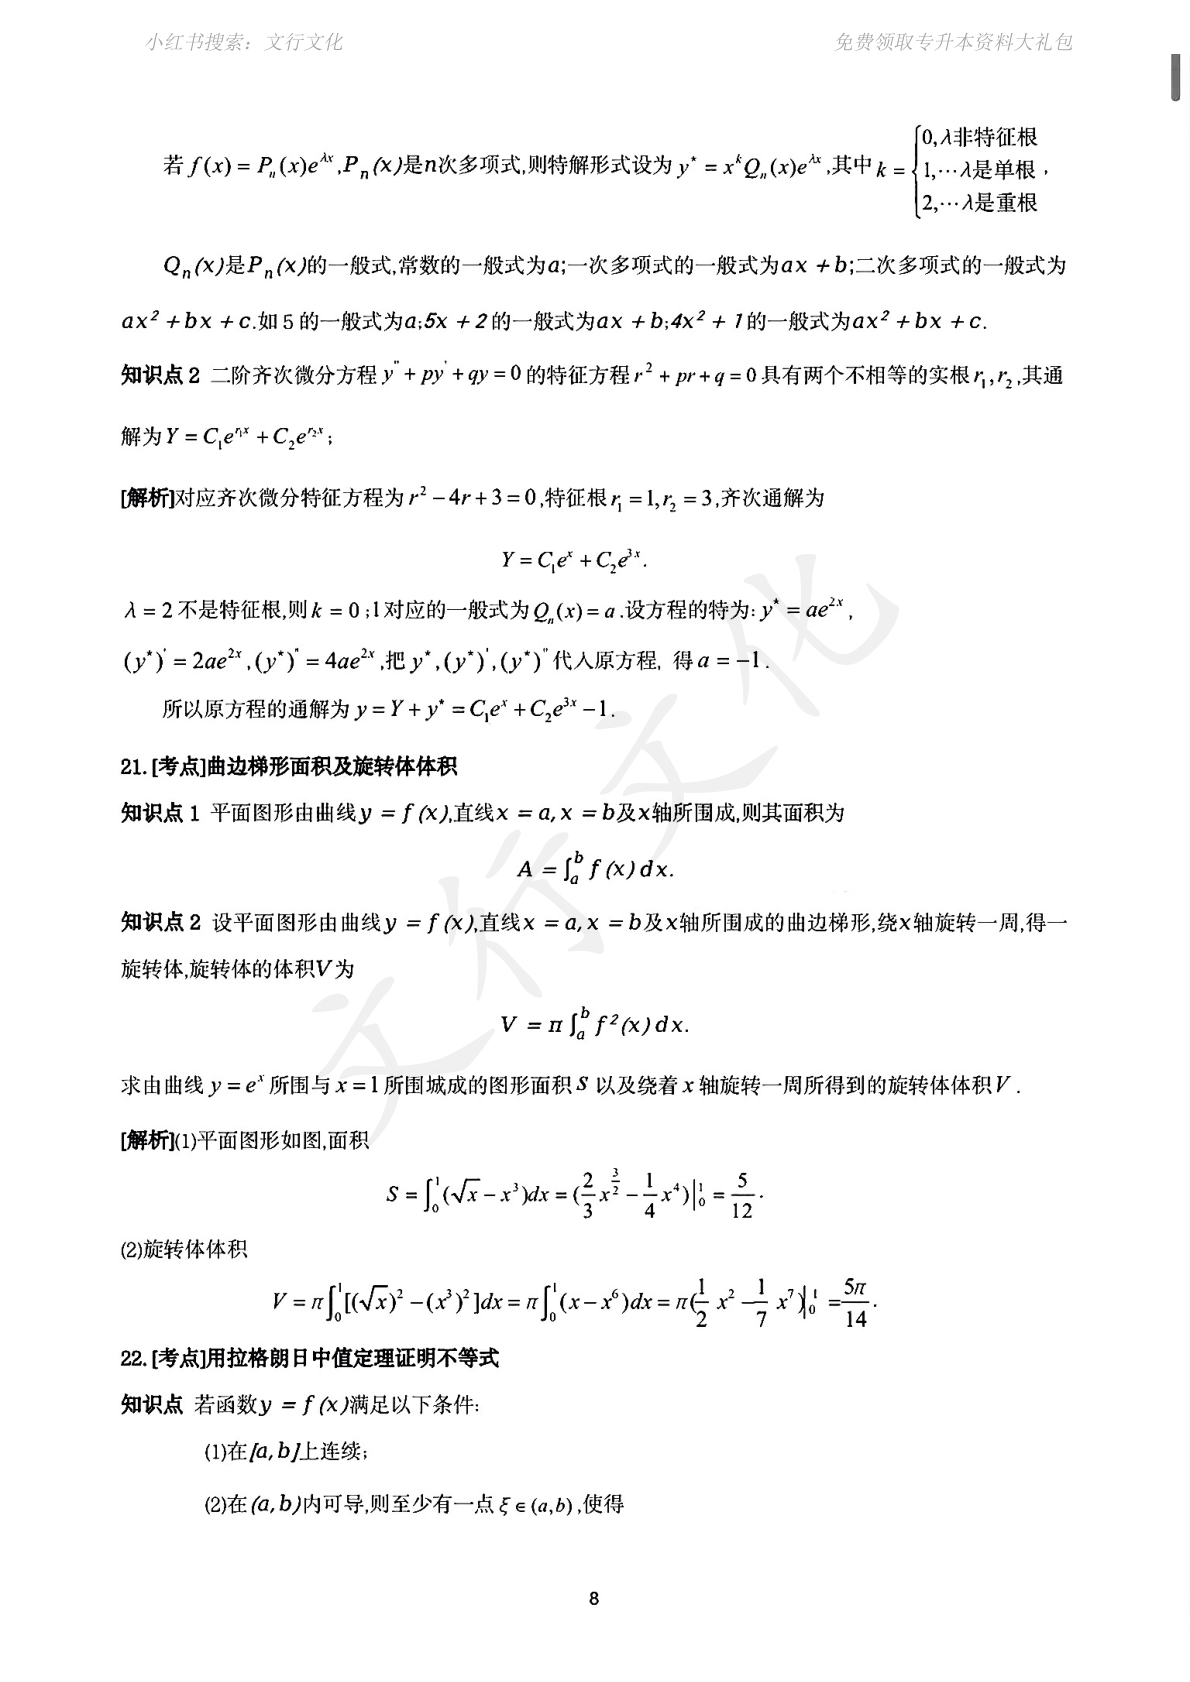 小红书搜索：文行文化 免费领取专升本资料大礼包
若 f(x) = Pₙ(x)e^{λx},Pₙ(x)是n次多项式,则特解形式设为 y* = x^k Qₙ(x)e^{λx},其中 k = { 0,λ非特征根
1,⋯λ是单根，
2,⋯λ是重根
Qₙ(x)是Pₙ(x)的一般式,常数的一般式为a;一次多项式的一般式为ax + b;二次多项式的一般式为
ax² + bx + c.如 5 的一般式为a;5x + 2 的一般式为ax + b;4x² + 1 的一般式为ax² + bx + c.
知识点 2 二阶齐次微分方程 y'' + py' + qy = 0 的特征方程 r² + pr + q = 0 具有两个不相等的实根 r₁,r₂,其通
解为 Y = C₁e^{r₁x} + C₂e^{r₂x};
[解析]对应齐次微分特征方程为 r² − 4r + 3 = 0,特征根 r₁ = 1,r₂ = 3,齐次通解为
Y = C₁e^x + C₂e^{3x}.
λ = 2 不是特征根,则 k = 0;1 对应的一般式为 Qₙ(x) = a.设方程的特为: y* = ae^{2x},
(y*)' = 2ae^{2x},(y*)'' = 4ae^{2x},把 y*,(y*)',(y*)'' 代人原方程, 得 a = −1.
所以原方程的通解为 y = Y + y* = C₁e^x + C₂e^{3x} − 1.
21. [考点]曲边梯形面积及旋转体体积
知识点 1 平面图形由曲线y = f(x),直线x = a, x = b及x轴所围成,则其面积为
A = ∫_a^b f(x)dx.
知识点 2 设平面图形由曲线y = f(x),直线x = a, x = b及x轴所围成的曲边梯形,绕x轴旋转一周,得一
旋转体,旋转体的体积V为
V = π∫_a^b f²(x)dx.
求由曲线 y = e^x 所围与 x = 1 所围城成的图形面积 S 以及绕着 x 轴旋转一周所得到的旋转体体积 V .
[解析](1)平面图形如图,面积
S = ∫_0^1(√x − x³)dx = (2/3 x^{3/2} − 1/4 x⁴)|_0^1 = 5/12.
(2)旋转体体积
V = π∫_0^1[(√x)² − (x³)²]dx = π∫_0^1(x − x⁶)dx = π(1/2 x² − 1/7 x⁷)|_0^1 = 5π/14.
22. [考点]用拉格朗日中值定理证明不等式
知识点 若函数y = f(x)满足以下条件:
(1)在[a,b]上连续;
(2)在(a,b)内可导,则至少有一点 ξ∈(a,b),使得
8
文行文化